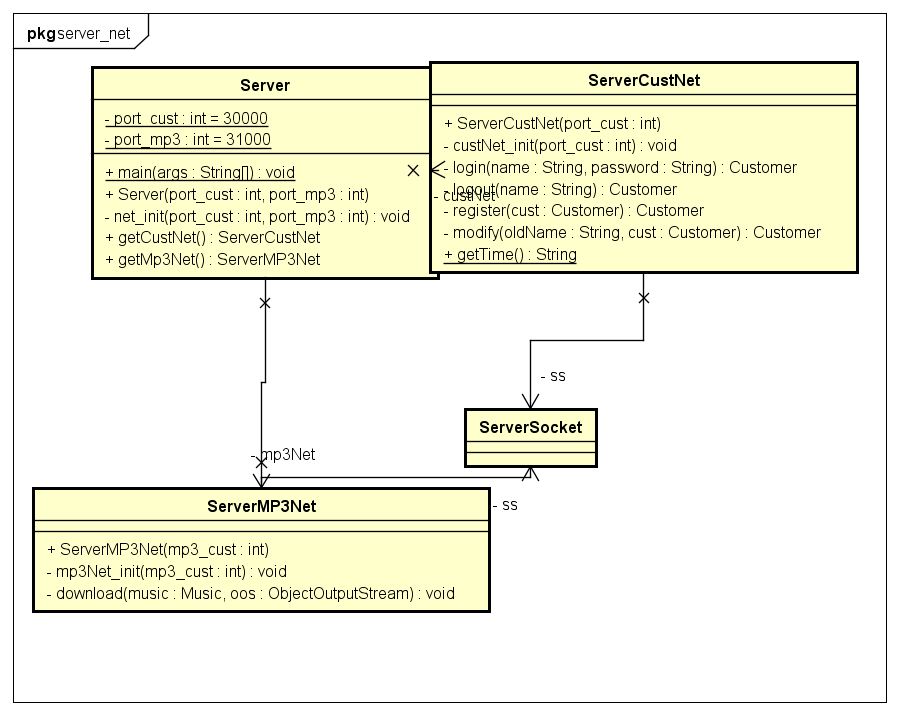 pkg server_net
Server
- port_cust : int = 30000
- port_mp3 : int = 31000
+ main(args : String[]) : void
+ Server(port_cust : int, port_mp3 : int)
- net_init(port_cust : int, port_mp3 : int) : void
+ getCustNet() : ServerCustNet
+ getMp3Net() : ServerMP3Net
ServerCustNet
+ ServerCustNet(port_cust : int)
- custNet_init(port_cust : int) : void
- login(name : String, password : String) : Customer
- logout(name : String) : Customer
- register(cust : Customer) : Customer
- modify(oldName : String, cust : Customer) : Customer
+ getTime() : String
- custNet
- ss
ServerSocket
- mp3Net
- ss
ServerMP3Net
+ ServerMP3Net(mp3_cust : int)
- mp3Net_init(mp3_cust : int) : void
- download(music : Music, oos : ObjectOutputStream) : void